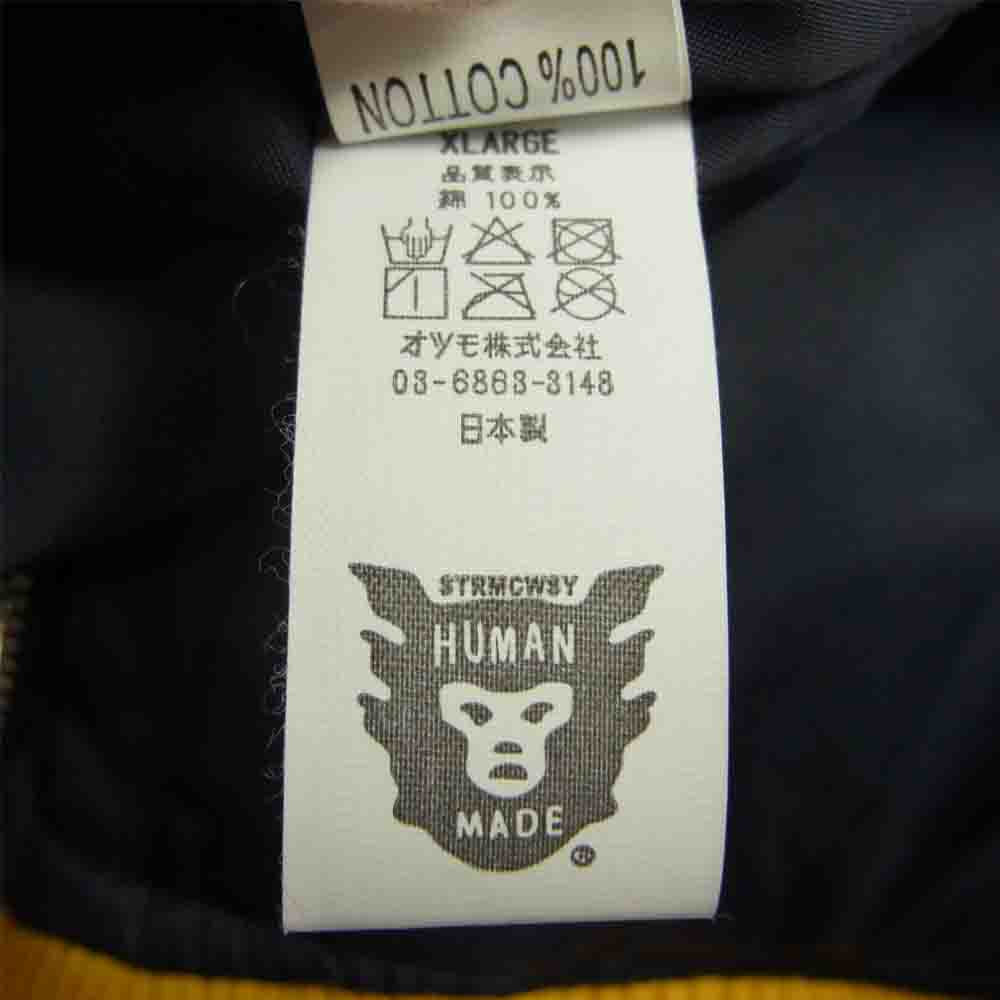 100% COTTON
XLARGE
品質表示
綿 100%
オツモ株式会社
03-6863-3148
日本製
STRMCWSY
HUMAN
MADE
®